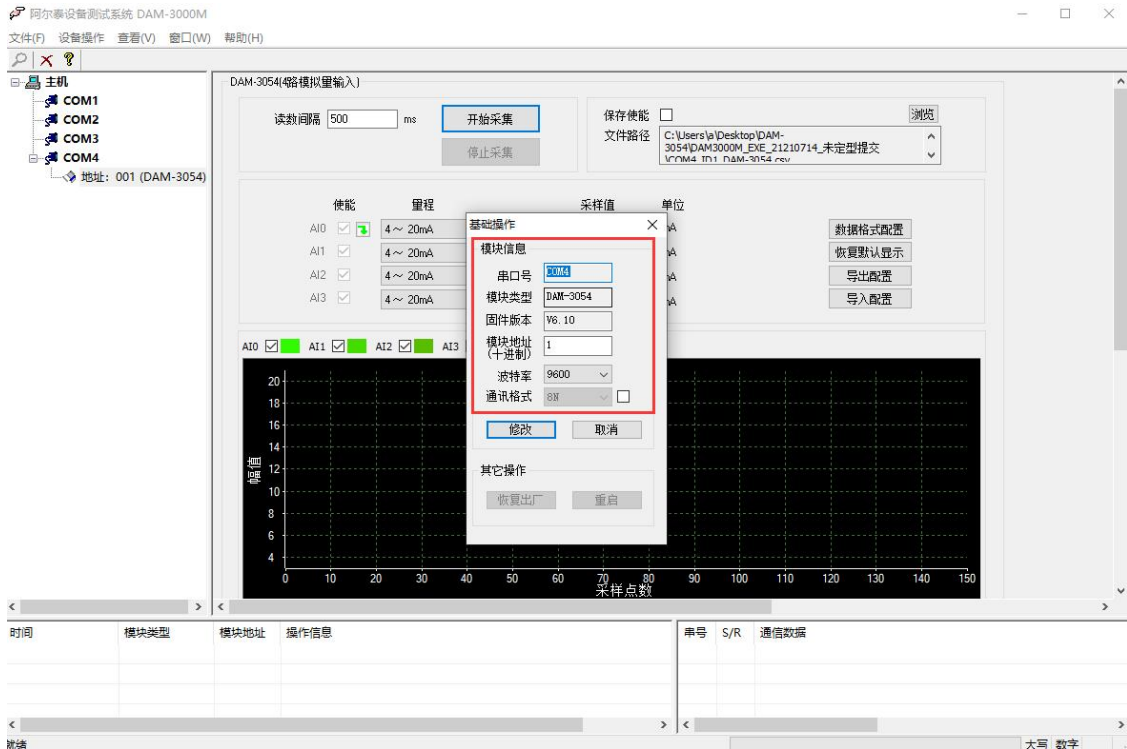 阿尔泰设备测试系统 DAM-3000M
文件(F) 设备操作 查看(V) 窗口(W) 帮助(H)
主机
COM1
COM2
COM3
COM4
地址: 001 (DAM-3054)
DAM-3054(4路模拟量输入)
读数间隔 500 ms
开始采集
停止采集
保存使能
浏览
文件路径
C:\Users\a\Desktop\DAM-
3054\DAM3000M_EXE_21210714_未定型提交
\COM4_ID1_DAM-3054.csv
使能 量程 采样值 单位
AI0 4～ 20mA
AI1 4～ 20mA
AI2 4～ 20mA
AI3 4～ 20mA
数据格式配置
恢复默认显示
导出配置
导入配置
基础操作
模块信息
串口号 COM4
模块类型 DAM-3054
固件版本 V6.10
模块地址 1
(十进制)
波特率 9600
通讯格式 8N
修改 取消
其它操作
恢复出厂 重启
AI0 AI1 AI2 AI3
幅值
20
18
16
14
12
10
8
6
4
0 10 20 30 40 50 60 70 80 90 100 110 120 130 140 150
采样点数
时间 模块类型 模块地址 操作信息
串号 S/R 通信数据
就绪
大写 数字